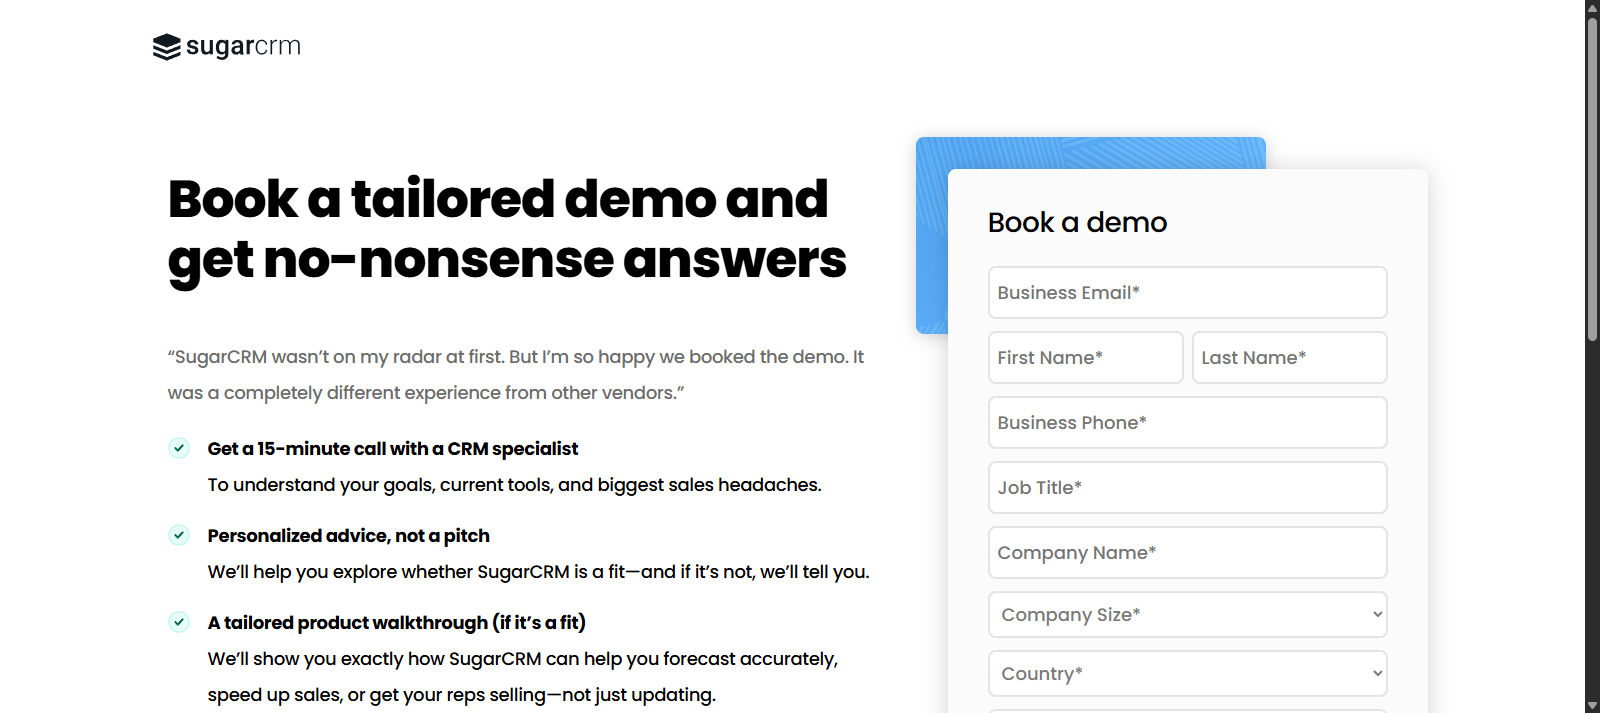 sugarcrm
Book a tailored demo and
get no-nonsense answers
“SugarCRM wasn’t on my radar at first. But I’m so happy we booked the demo. It
was a completely different experience from other vendors.”
Get a 15-minute call with a CRM specialist
To understand your goals, current tools, and biggest sales headaches.
Personalized advice, not a pitch
We’ll help you explore whether SugarCRM is a fit—and if it’s not, we’ll tell you.
A tailored product walkthrough (if it’s a fit)
We’ll show you exactly how SugarCRM can help you forecast accurately,
speed up sales, or get your reps selling—not just updating.
Book a demo
Business Email*
First Name*
Last Name*
Business Phone*
Job Title*
Company Name*
Company Size*
Country*